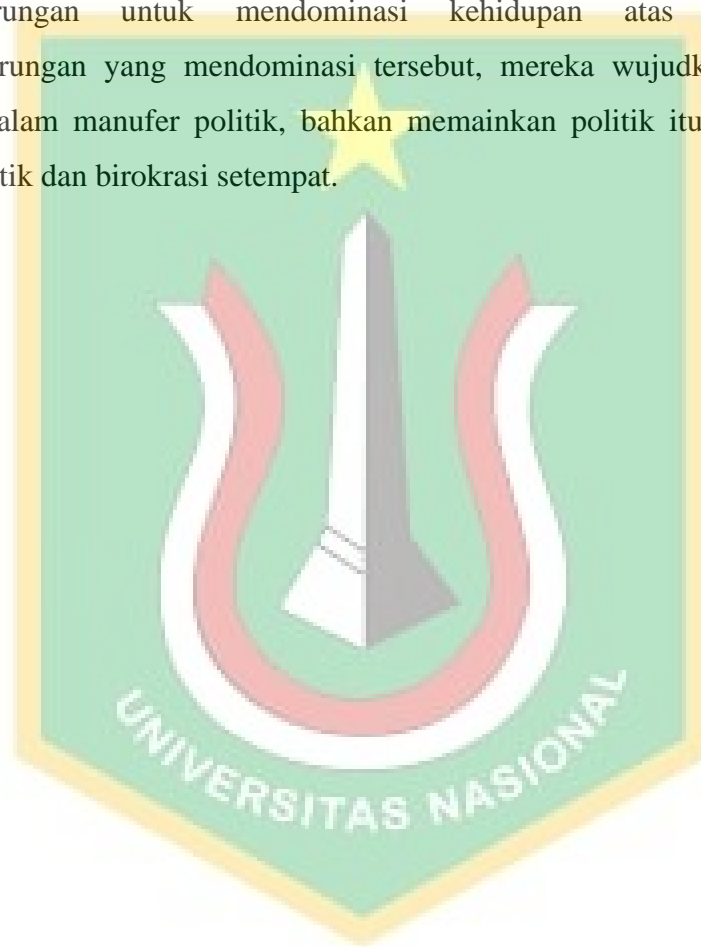 rungan untuk mendominasi kehidupan atas
rungan yang mendominasi tersebut, mereka wujudk
alam manufer politik, bahkan memainkan politik itu
tik dan birokrasi setempat.
UNIVERSITAS NASIONAL